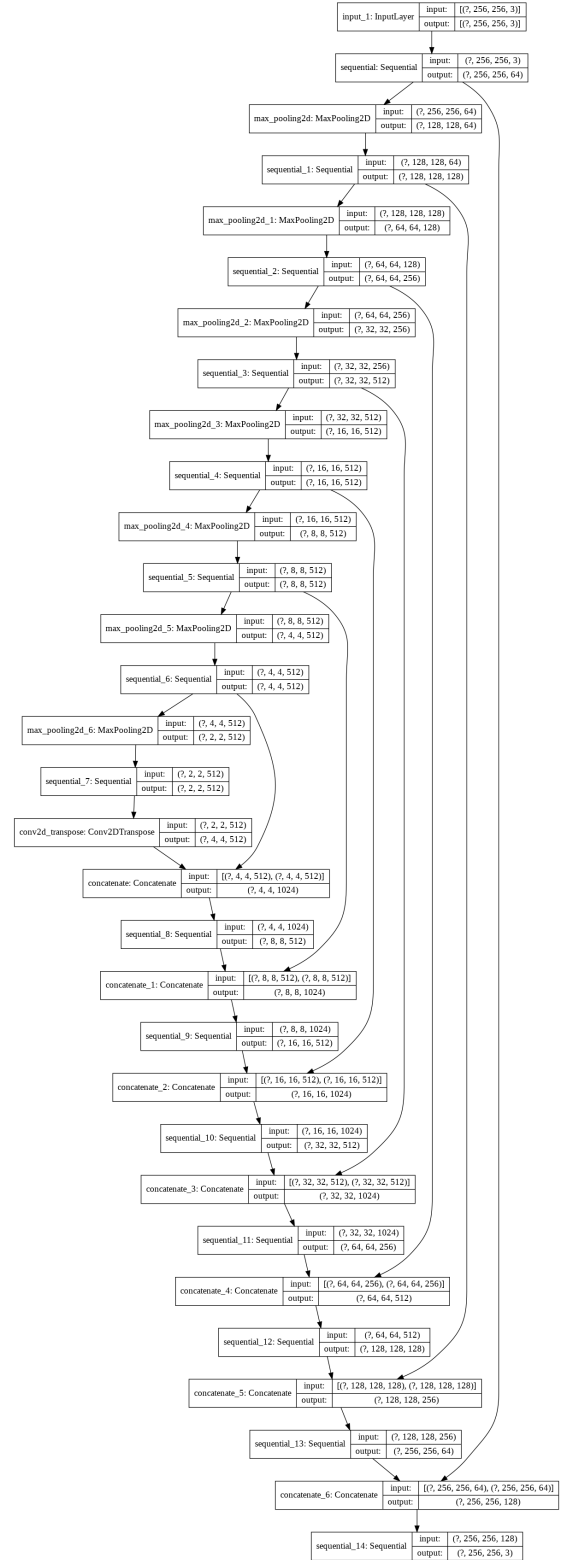 input_1: InputLayer
input: [(?, 256, 256, 3)]
output: [(?, 256, 256, 3)]
sequential: Sequential
input: (?, 256, 256, 3)
output: (?, 256, 256, 64)
max_pooling2d: MaxPooling2D
input: (?, 256, 256, 64)
output: (?, 128, 128, 64)
sequential_1: Sequential
input: (?, 128, 128, 64)
output: (?, 128, 128, 128)
max_pooling2d_1: MaxPooling2D
input: (?, 128, 128, 128)
output: (?, 64, 64, 128)
sequential_2: Sequential
input: (?, 64, 64, 128)
output: (?, 64, 64, 256)
max_pooling2d_2: MaxPooling2D
input: (?, 64, 64, 256)
output: (?, 32, 32, 256)
sequential_3: Sequential
input: (?, 32, 32, 256)
output: (?, 32, 32, 512)
max_pooling2d_3: MaxPooling2D
input: (?, 32, 32, 512)
output: (?, 16, 16, 512)
sequential_4: Sequential
input: (?, 16, 16, 512)
output: (?, 16, 16, 512)
max_pooling2d_4: MaxPooling2D
input: (?, 16, 16, 512)
output: (?, 8, 8, 512)
sequential_5: Sequential
input: (?, 8, 8, 512)
output: (?, 8, 8, 512)
max_pooling2d_5: MaxPooling2D
input: (?, 8, 8, 512)
output: (?, 4, 4, 512)
sequential_6: Sequential
input: (?, 4, 4, 512)
output: (?, 4, 4, 512)
max_pooling2d_6: MaxPooling2D
input: (?, 4, 4, 512)
output: (?, 2, 2, 512)
sequential_7: Sequential
input: (?, 2, 2, 512)
output: (?, 2, 2, 512)
conv2d_transpose: Conv2DTranspose
input: (?, 2, 2, 512)
output: (?, 4, 4, 512)
concatenate: Concatenate
input: [(?, 4, 4, 512), (?, 4, 4, 512)]
output: (?, 4, 4, 1024)
sequential_8: Sequential
input: (?, 4, 4, 1024)
output: (?, 8, 8, 512)
concatenate_1: Concatenate
input: [(?, 8, 8, 512), (?, 8, 8, 512)]
output: (?, 8, 8, 1024)
sequential_9: Sequential
input: (?, 8, 8, 1024)
output: (?, 16, 16, 512)
concatenate_2: Concatenate
input: [(?, 16, 16, 512), (?, 16, 16, 512)]
output: (?, 16, 16, 1024)
sequential_10: Sequential
input: (?, 16, 16, 1024)
output: (?, 32, 32, 512)
concatenate_3: Concatenate
input: [(?, 32, 32, 512), (?, 32, 32, 512)]
output: (?, 32, 32, 1024)
sequential_11: Sequential
input: (?, 32, 32, 1024)
output: (?, 64, 64, 256)
concatenate_4: Concatenate
input: [(?, 64, 64, 256), (?, 64, 64, 256)]
output: (?, 64, 64, 512)
sequential_12: Sequential
input: (?, 64, 64, 512)
output: (?, 128, 128, 128)
concatenate_5: Concatenate
input: [(?, 128, 128, 128), (?, 128, 128, 128)]
output: (?, 128, 128, 256)
sequential_13: Sequential
input: (?, 128, 128, 256)
output: (?, 256, 256, 64)
concatenate_6: Concatenate
input: [(?, 256, 256, 64), (?, 256, 256, 64)]
output: (?, 256, 256, 128)
sequential_14: Sequential
input: (?, 256, 256, 128)
output: (?, 256, 256, 3)